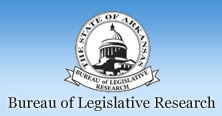 THE STATE OF ARKANSAS
BUREAU of LEGISLATIVE
RESEARCH
Bureau of Legislative Research